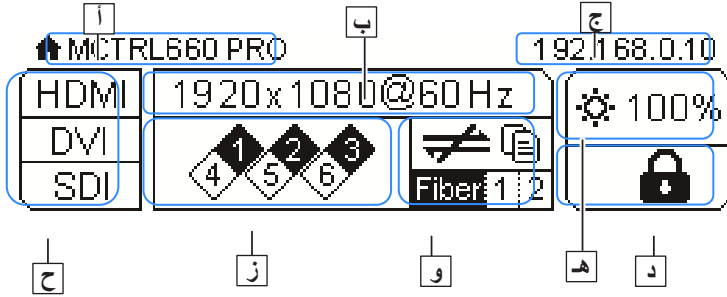 أ ب ج
MCTRL660 PRO 192.168.0.10
HDMI 1920x1080@60Hz 100%
DVI 1 2 3
SDI 4 5 6 Fiber 1 2
ح ز و هـ د